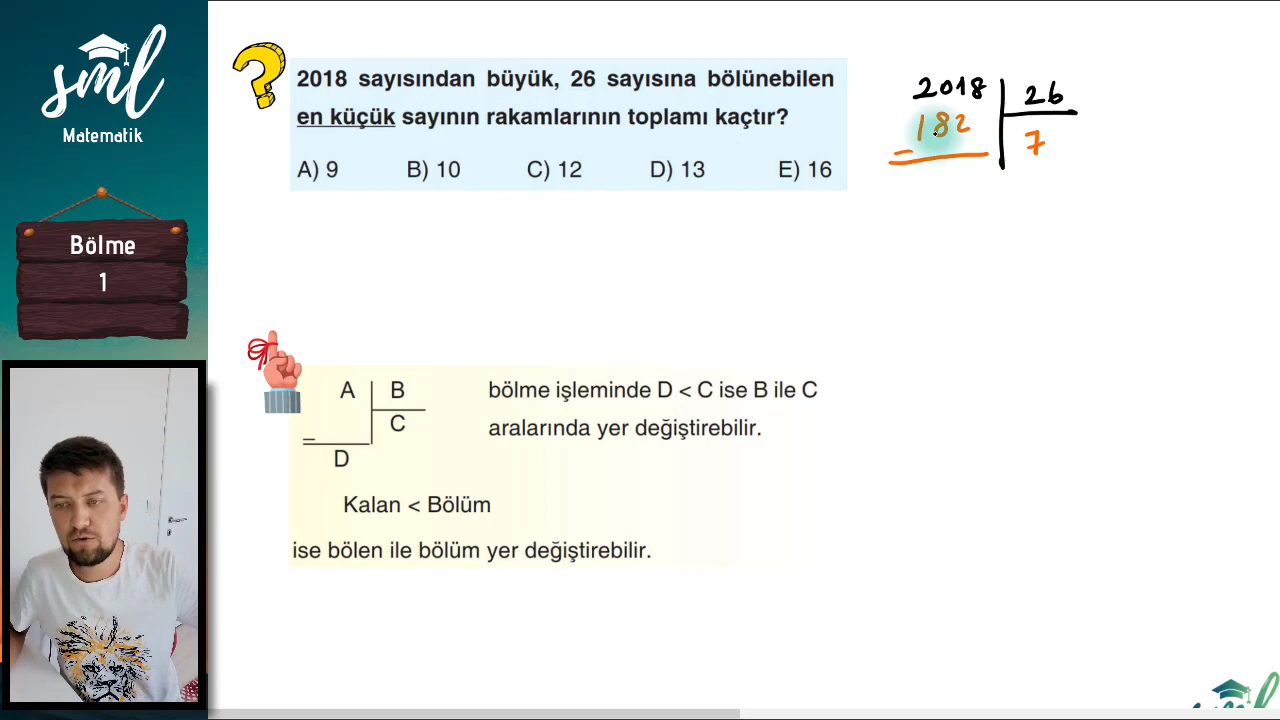 sml
Matematik
Bölme
1
2018 sayısından büyük, 26 sayısına bölünebilen
en küçük sayının rakamlarının toplamı kaçtır?
A) 9 B) 10 C) 12 D) 13 E) 16
2018 26
182 7
–
A B
C
–
D
bölme işleminde D < C ise B ile C
aralarında yer değiştirebilir.
Kalan < Bölüm
ise bölen ile bölüm yer değiştirebilir.
sml